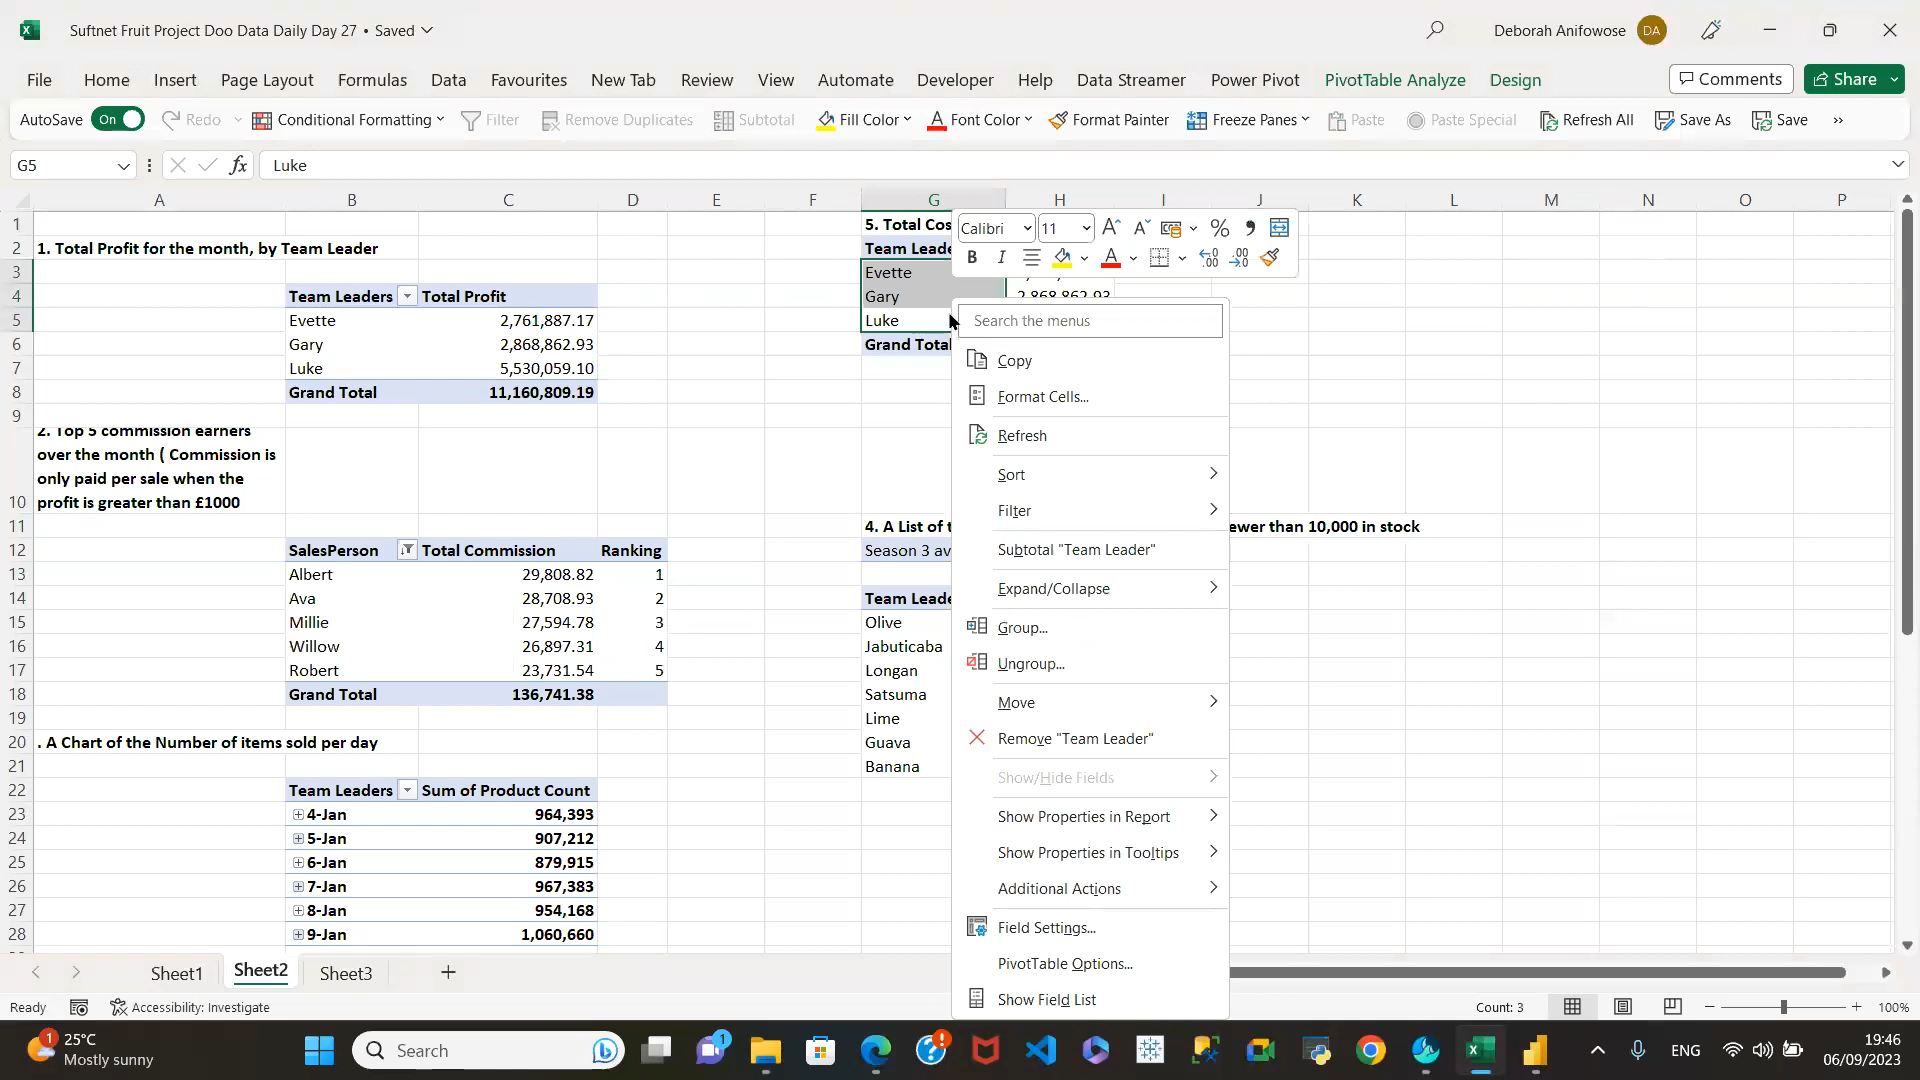 Suftnet Fruit Project Doo Data Daily Day 27 • Saved
Deborah Anifowose DA
File Home Insert Page Layout Formulas Data Favourites New Tab Review View Automate Developer Help Data Streamer Power Pivot PivotTable Analyze Design Comments Share
AutoSave On Redo Conditional Formatting Filter Remove Duplicates Subtotal Fill Color Font Color Format Painter Freeze Panes Paste Paste Special Refresh All Save As Save »
G5 fx Luke
A B C D E F G H I J K L M N O P
1 5. Total Cos
Calibri 11 % ,
2 1. Total Profit for the month, by Team Leader Team Leade
B I A
3 Evette
4 Team Leaders Total Profit Gary 2,868,862.93
5 Evette 2,761,887.17 Luke
6 Gary 2,868,862.93 Grand Total
7 Luke 5,530,059.10
8 Grand Total 11,160,809.19
9
2. Top 5 commission earners
over the month ( Commission is
only paid per sale when the
10 profit is greater than £1000
11 4. A List of t ewer than 10,000 in stock
12 SalesPerson Total Commission Ranking Season 3 av
13 Albert 29,808.82 1
14 Ava 28,708.93 2 Team Leade
15 Millie 27,594.78 3 Olive
16 Willow 26,897.31 4 Jabuticaba
17 Robert 23,731.54 5 Longan
18 Grand Total 136,741.38 Satsuma
19 Lime
20 . A Chart of the Number of items sold per day Guava
21 Banana
22 Team Leaders Sum of Product Count
23 4-Jan 964,393
24 5-Jan 907,212
25 6-Jan 879,915
26 7-Jan 967,383
27 8-Jan 954,168
28 9-Jan 1,060,660
Search the menus
Copy
Format Cells...
Refresh
Sort
Filter
Subtotal "Team Leader"
Expand/Collapse
Group...
Ungroup...
Move
Remove "Team Leader"
Show/Hide Fields
Show Properties in Report
Show Properties in Tooltips
Additional Actions
Field Settings...
PivotTable Options...
Show Field List
Sheet1 Sheet2 Sheet3
Ready Accessibility: Investigate Count: 3 100%
1 25°C
Mostly sunny
Search
1
ENG
19:46
06/09/2023